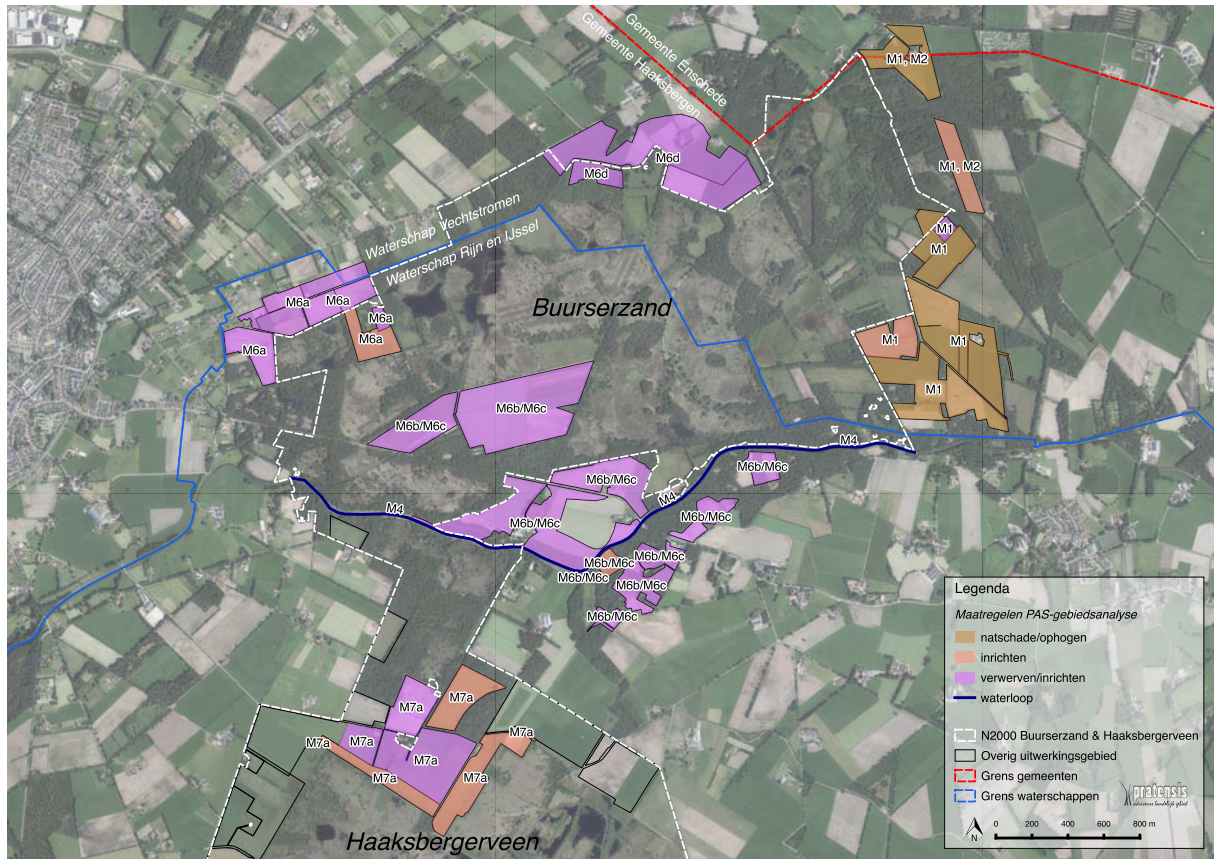 Gemeente Enschede
Gemeente Haaksbergen
M1, M2
M6d
M6d
M1, M2
Waterschap Vechtstromen
Waterschap Rijn en IJssel
M1
M1
M6a
M6a
M6a
M6a
M6a
Buurserzand
M1
M1
M1
M6b/M6c
M6b/M6c
M4
M6b/M6c
M6b/M6c
M4
M4
M6b/M6c
M6b/M6c
M6b/M6c
M6b/M6c
M6b/M6c
M6b/M6c
M6b/M6c
M7a
M7a
M7a
M7a
M7a
M7a
M7a
M7a
Haaksbergerveen
Legenda
Maatregelen PAS-gebiedsanalyse
natschade/ophogen
inrichten
verwerven/inrichten
waterloop
N2000 Buurserzand & Haaksbergerveen
Overig uitwerkingsgebied
Grens gemeenten
Grens waterschappen
pratensis
adviseurs landelijk gebied
N
0 200 400 600 800 m